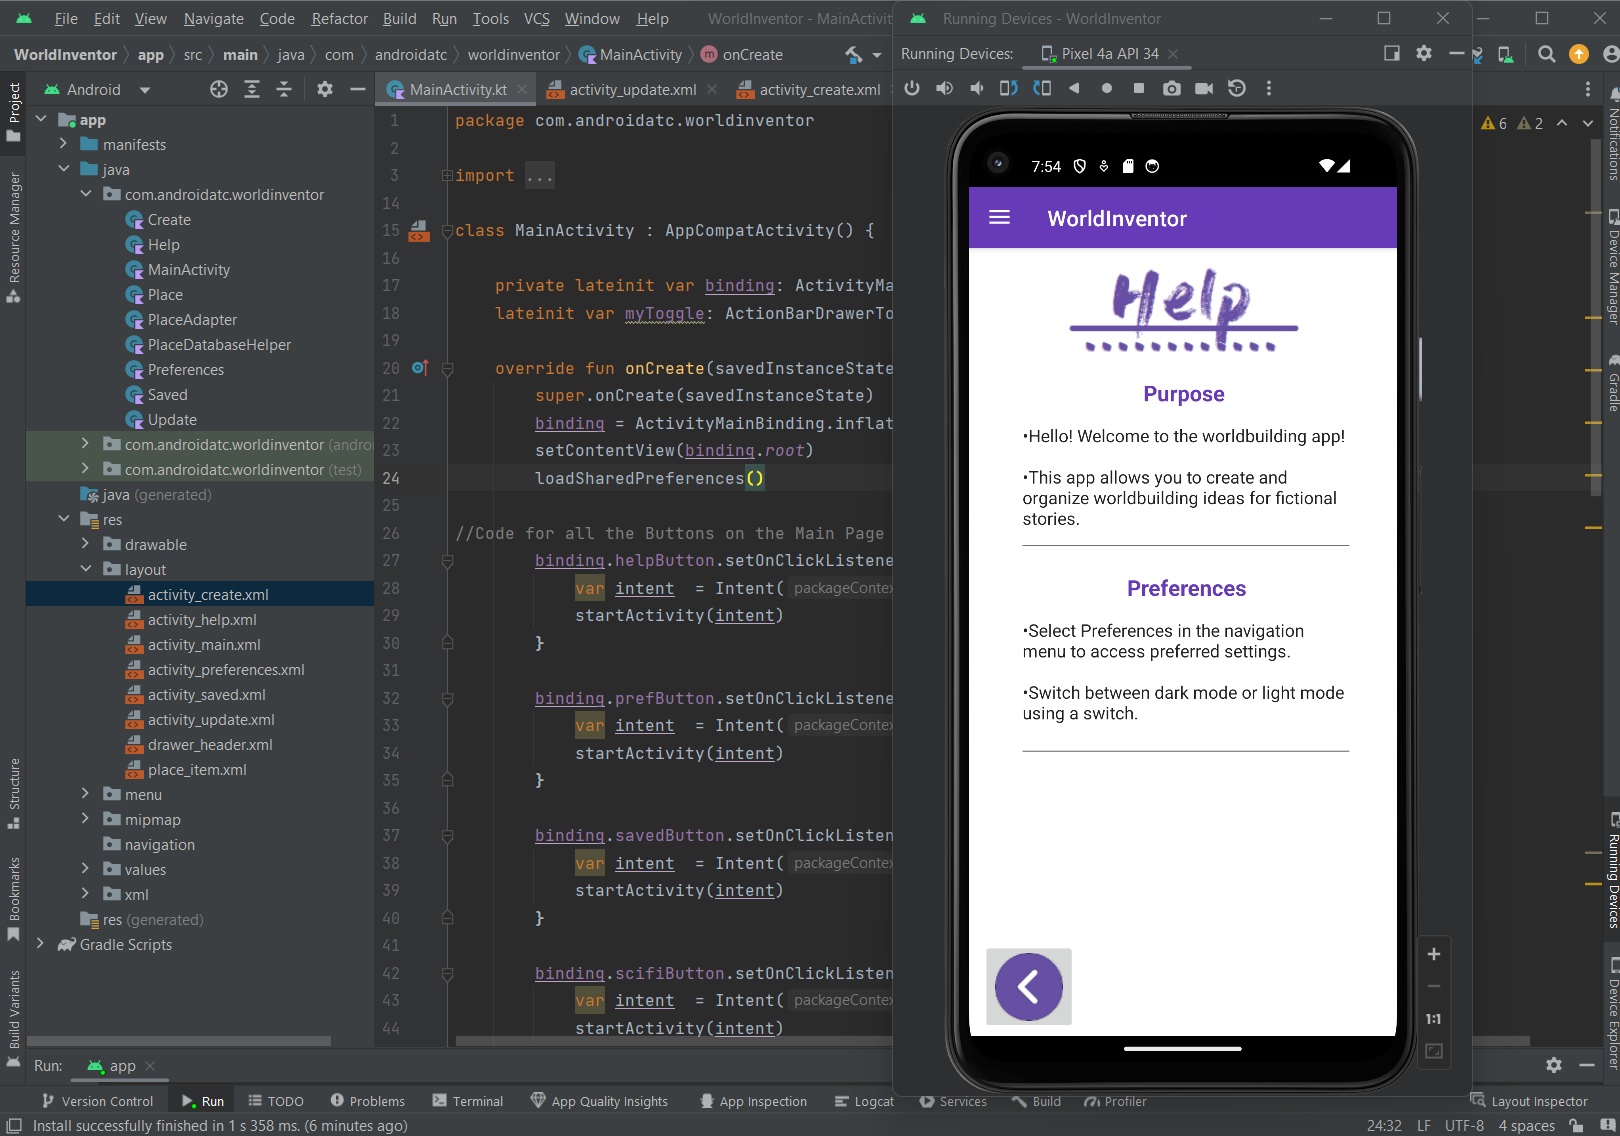 File Edit View Navigate Code Refactor Build Run Tools VCS Window Help WorldInventor - MainActivit
Running Devices - WorldInventor
WorldInventor app src main java com androidatc worldinventor MainActivity onCreate
Running Devices: Pixel 4a API 34
Android
MainActivity.kt activity_update.xml activity_create.xml
Project
Resource Manager
Structure
Bookmarks
Build Variants
app
manifests
java
com.androidatc.worldinventor
Create
Help
MainActivity
Place
PlaceAdapter
PlaceDatabaseHelper
Preferences
Saved
Update
com.androidatc.worldinventor (androi
com.androidatc.worldinventor (test)
java (generated)
res
drawable
layout
activity_create.xml
activity_help.xml
activity_main.xml
activity_preferences.xml
activity_saved.xml
activity_update.xml
drawer_header.xml
place_item.xml
menu
mipmap
navigation
values
xml
res (generated)
Gradle Scripts
1 package com.androidatc.worldinventor
2
3 import ...
14
15 class MainActivity : AppCompatActivity() {
16
17 private lateinit var binding: ActivityMa
18 lateinit var myToggle: ActionBarDrawerTo
19
20 override fun onCreate(savedInstanceState
21 super.onCreate(savedInstanceState)
22 binding = ActivityMainBinding.inflat
23 setContentView(binding.root)
24 loadSharedPreferences()
25
26 //Code for all the Buttons on the Main Page
27 binding.helpButton.setOnClickListene
28 var intent = Intent( packageContex
29 startActivity(intent)
30 }
31
32 binding.prefButton.setOnClickListene
33 var intent = Intent( packageContex
34 startActivity(intent)
35 }
36
37 binding.savedButton.setOnClickListen
38 var intent = Intent( packageContex
39 startActivity(intent)
40 }
41
42 binding.scifiButton.setOnClickListen
43 var intent = Intent( packageContex
44 startActivity(intent)
7:54
WorldInventor
Help
Purpose
•Hello! Welcome to the worldbuilding app!
•This app allows you to create and
organize worldbuilding ideas for fictional
stories.
Preferences
•Select Preferences in the navigation
menu to access preferred settings.
•Switch between dark mode or light mode
using a switch.
1:1
6 2
Notifications
Device Manager
Gradle
Running Devices
Device Explorer
Run: app
Version Control Run TODO Problems Terminal App Quality Insights App Inspection Logcat Services Build Profiler Layout Inspector
Install successfully finished in 1 s 358 ms. (6 minutes ago) 24:32 LF UTF-8 4 spaces